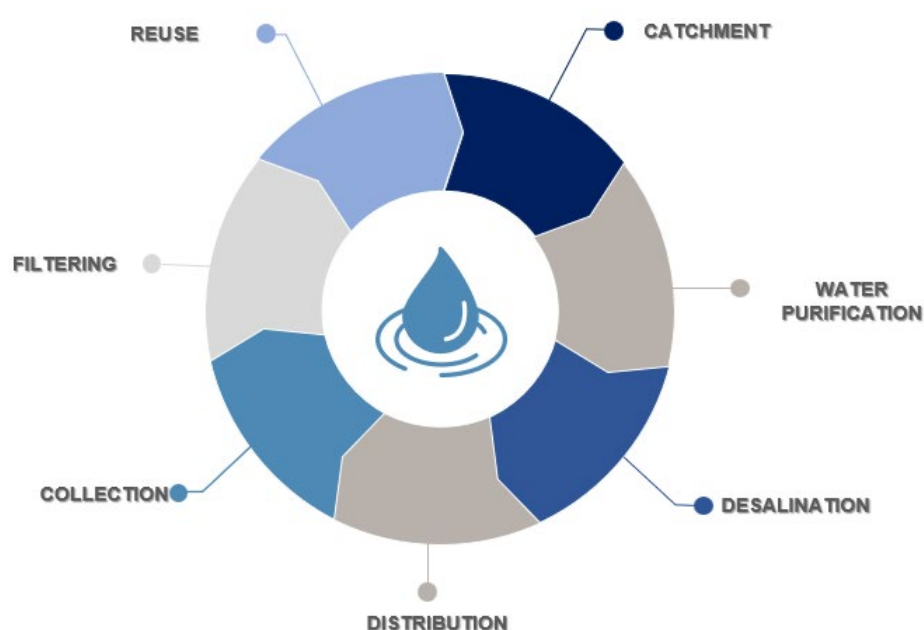 REUSE
CATCHMENT
FILTERING
WATER
PURIFICATION
COLLECTION
DESALINATION
DISTRIBUTION